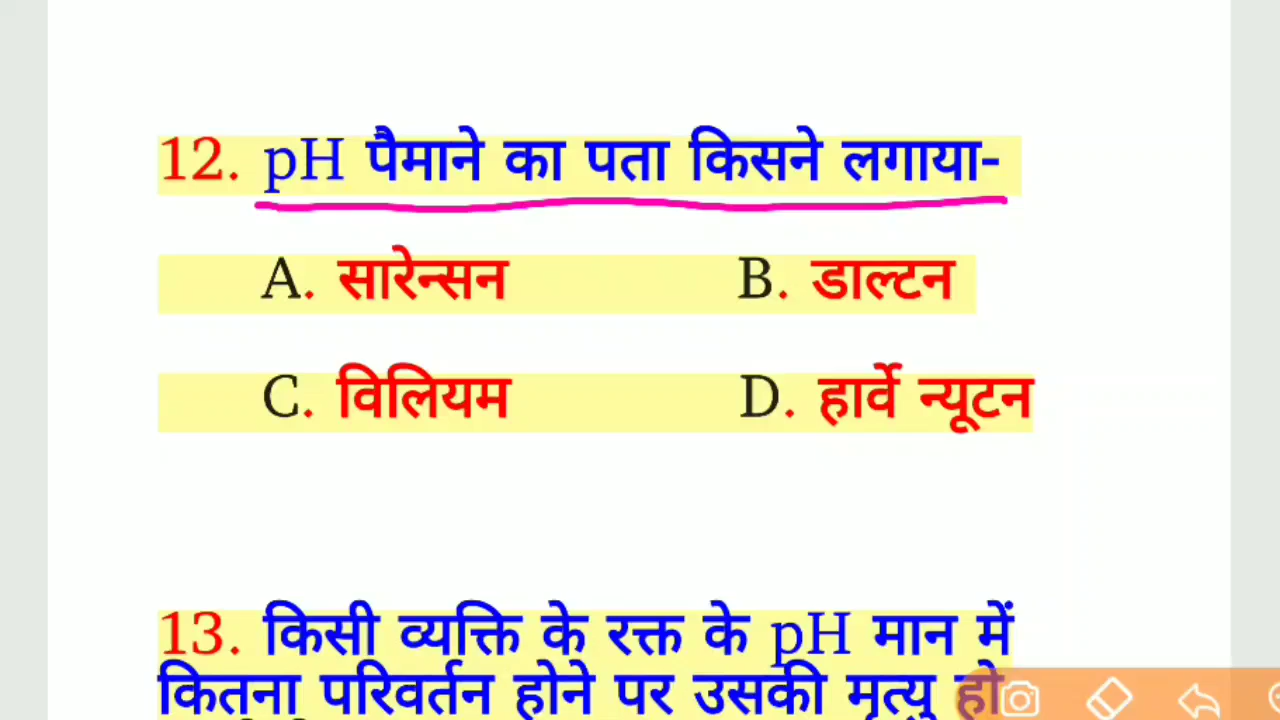 12. pH पैमाने का पता किसने लगाया-
A. सारेन्सन B. डाल्टन
C. विलियम D. हार्वे न्यूटन
13. किसी व्यक्ति के रक्त के pH मान में
कितना परिवर्तन होने पर उसकी मृत्यु हो